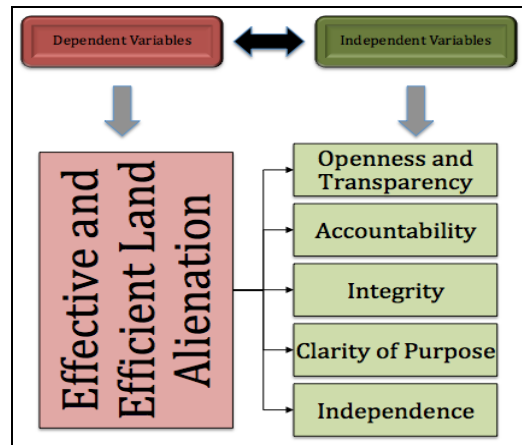 Dependent Variables
Independent Variables
Effective and
Efficient Land
Alienation
Openness and
Transparency
Accountability
Integrity
Clarity of Purpose
Independence